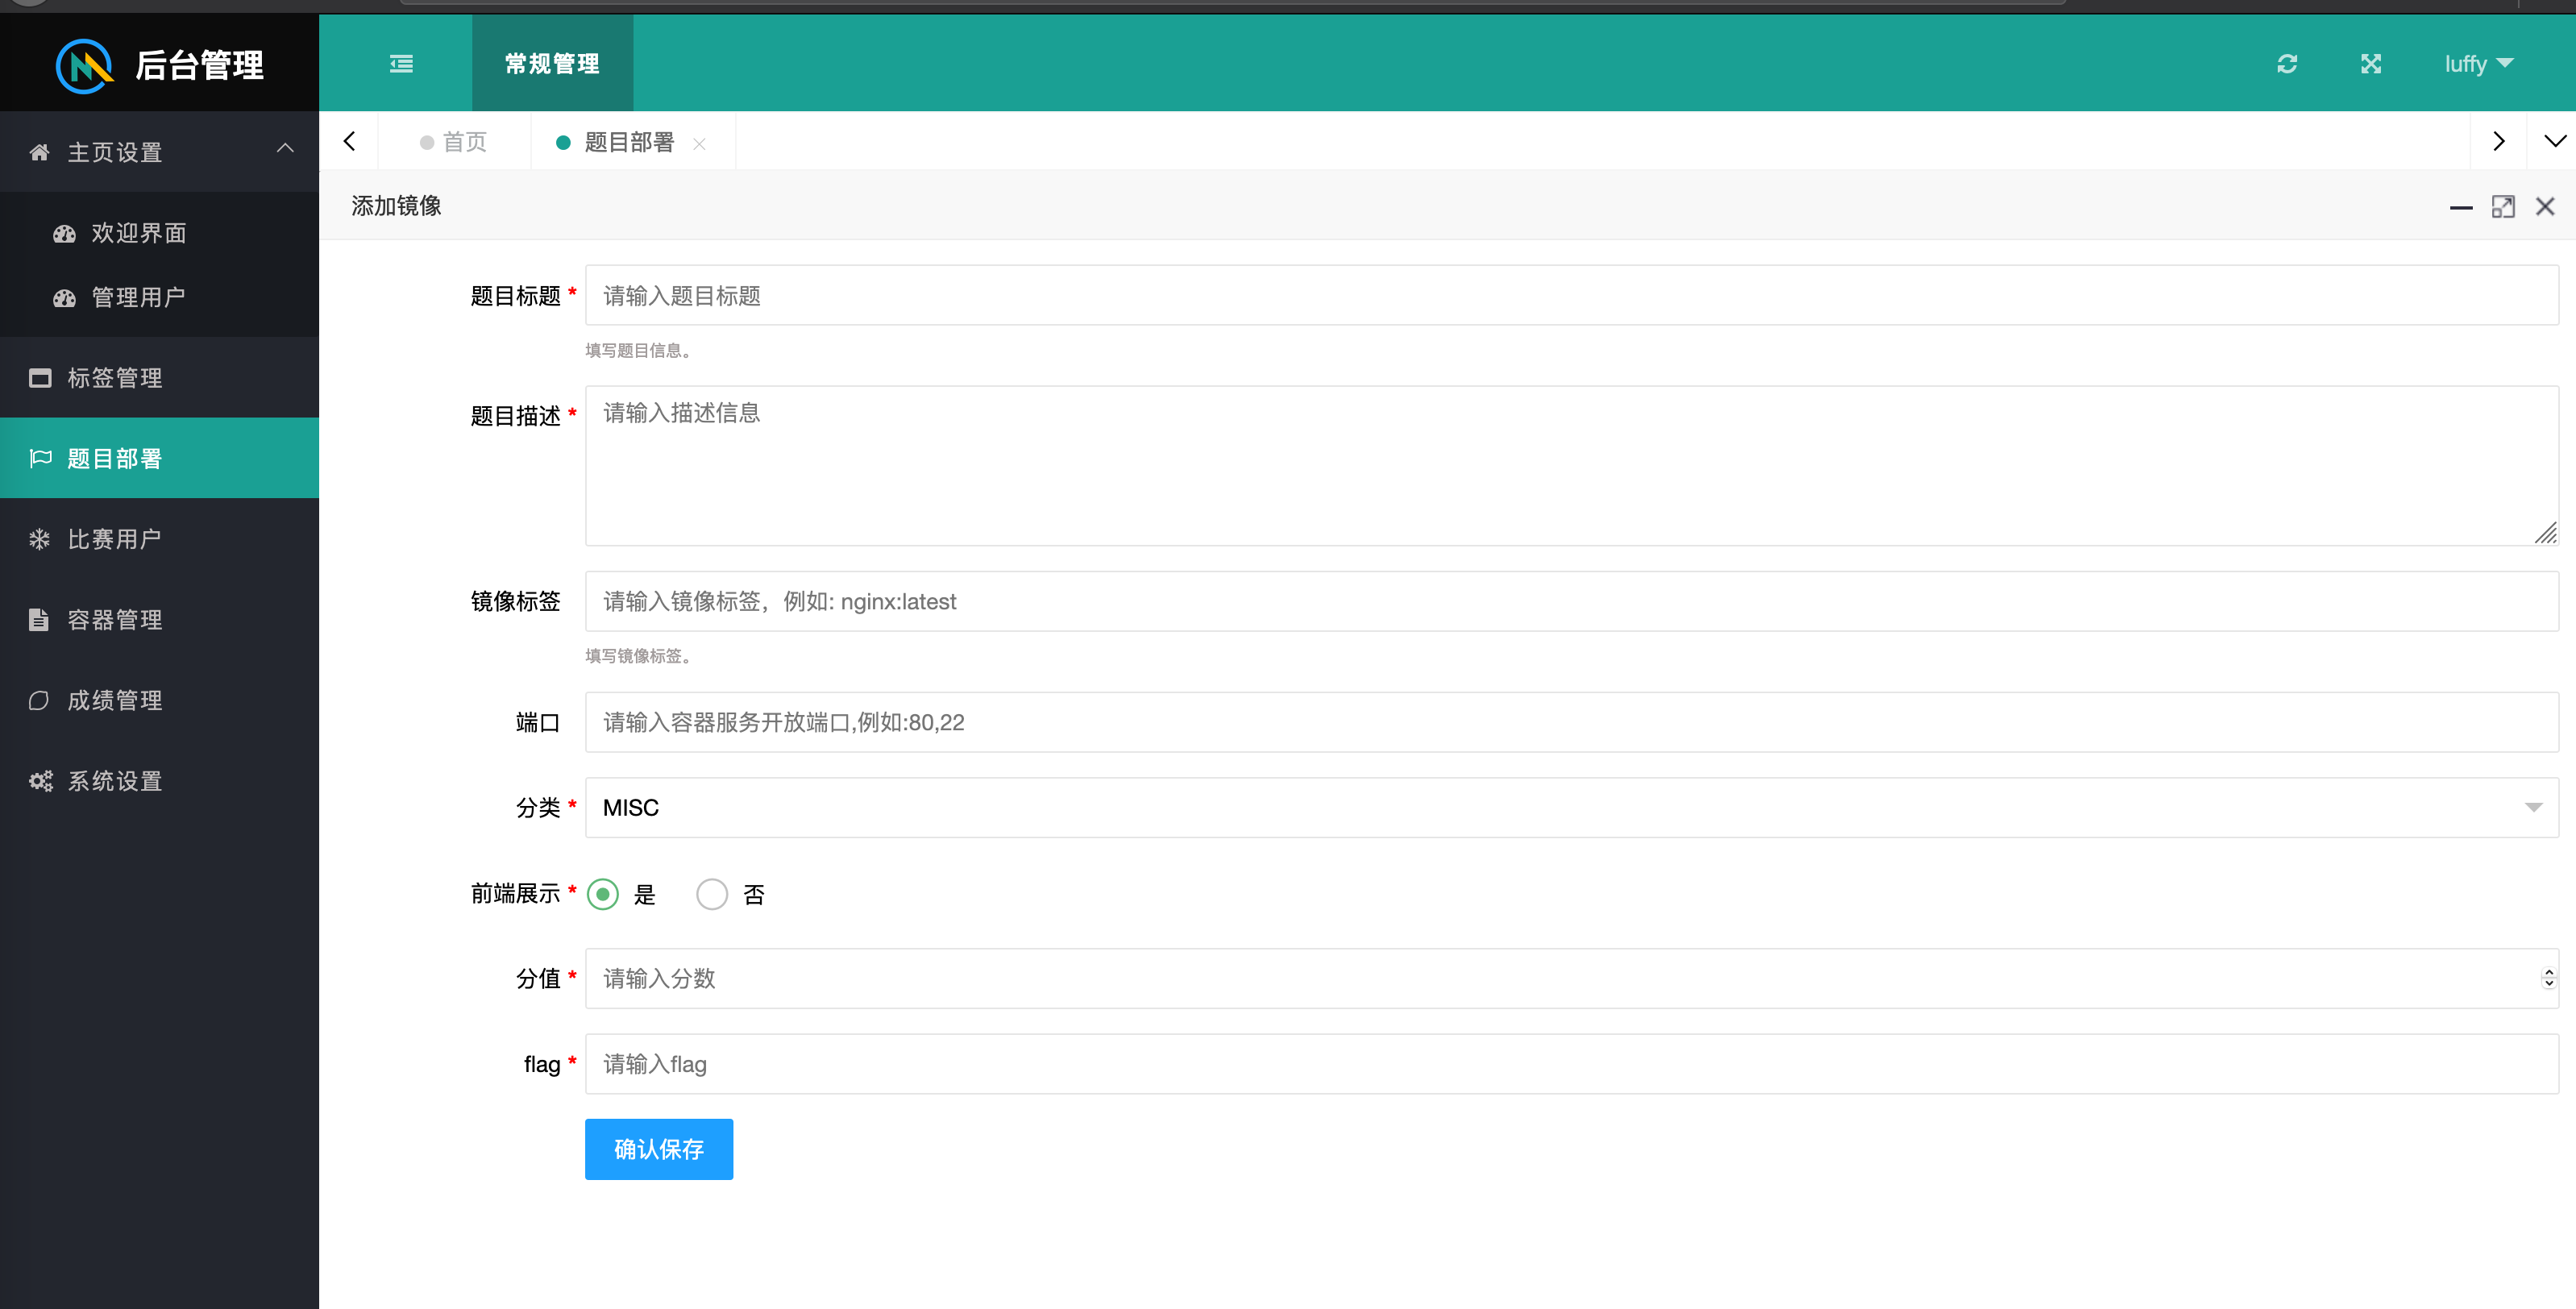 后台管理
常规管理
luffy
主页设置
欢迎界面
管理用户
标签管理
题目部署
比赛用户
容器管理
成绩管理
系统设置
首页
题目部署
添加镜像
题目标题 *
请输入题目标题
填写题目信息。
题目描述 *
请输入描述信息
镜像标签
请输入镜像标签，例如: nginx:latest
填写镜像标签。
端口
请输入容器服务开放端口,例如:80,22
分类 *
MISC
前端展示 *
是
否
分值 *
请输入分数
flag *
请输入flag
确认保存